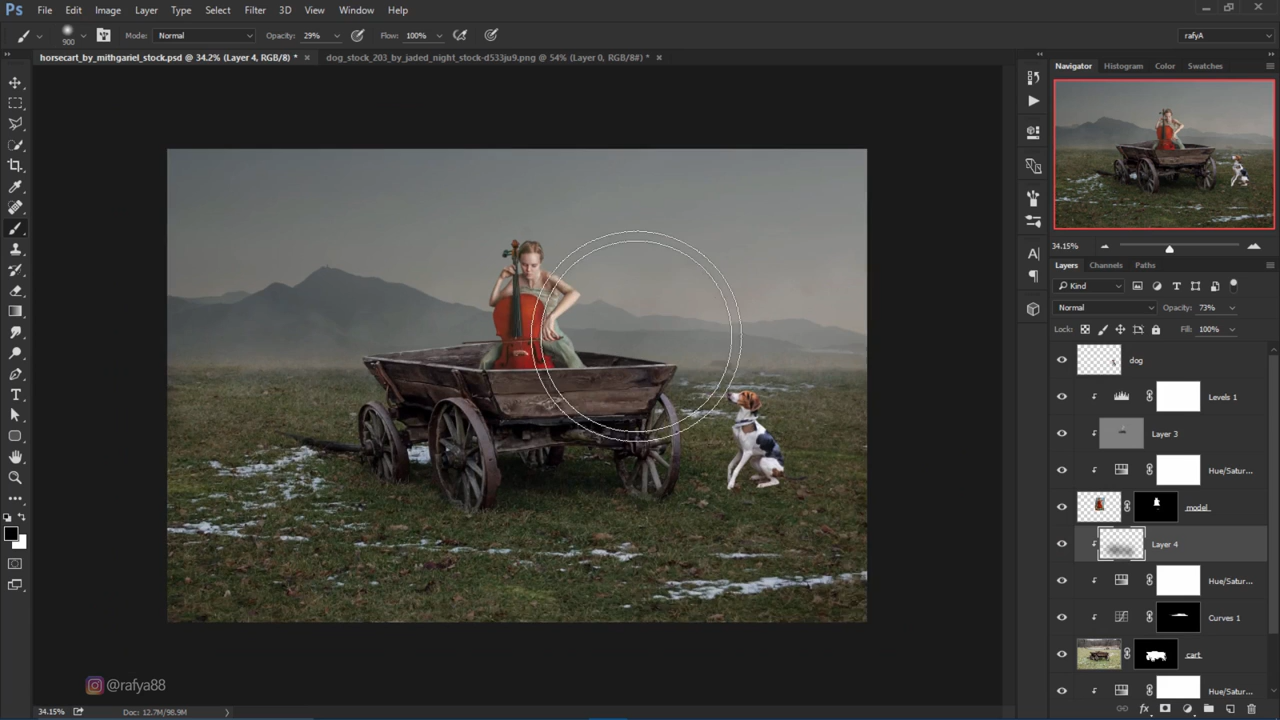 Ps File Edit Image Layer Type Select Filter 3D View Window Help
900 Mode: Normal Opacity: 29% Flow: 100% rafyA
horsecart_by_mithgariel_stock.psd @ 34.2% (Layer 4, RGB/8) * × dog_stock_203_by_jaded_night_stock-d533ju9.png @ 54% (Layer 0, RGB/8#) * ×
Navigator Histogram Color Swatches
34.15%
Layers Channels Paths
Kind
Normal Opacity: 73%
Lock: Fill: 100%
dog
Levels 1
Layer 3
Hue/Satur...
model
Layer 4
Hue/Satur...
Curves 1
cart
Hue/Satur...
@rafya88
34.15% Doc: 12.7M/98.9M